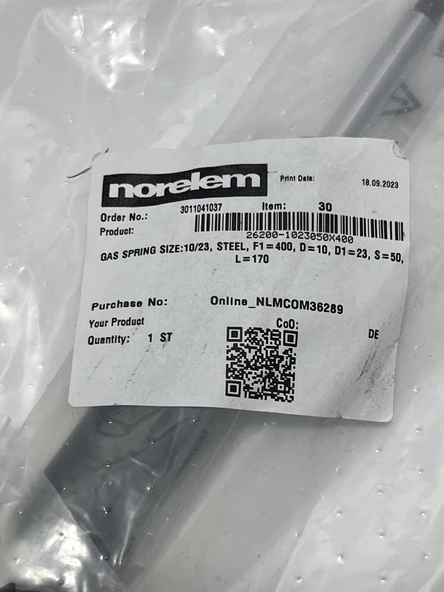 norelem
Print Date: 18.09.2023
Order No.: 3011041037 Item: 30
Product: 26200-1023050X400
GAS SPRING SIZE:10/23, STEEL, F1=400, D=10, D1=23, S=50,
L=170
Purchase No: Online_NLMCOM36289
Your Product CoO: DE
Quantity: 1 ST